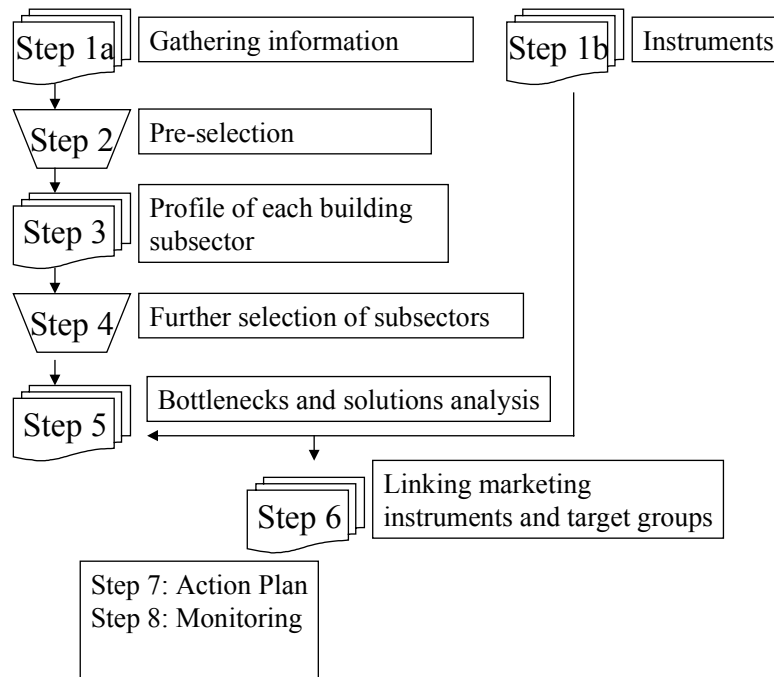 Step 1a
Gathering information
Step 1b
Instruments
Step 2
Pre-selection
Step 3
Profile of each building
subsector
Step 4
Further selection of subsectors
Step 5
Bottlenecks and solutions analysis
Step 6
Linking marketing
instruments and target groups
Step 7: Action Plan
Step 8: Monitoring